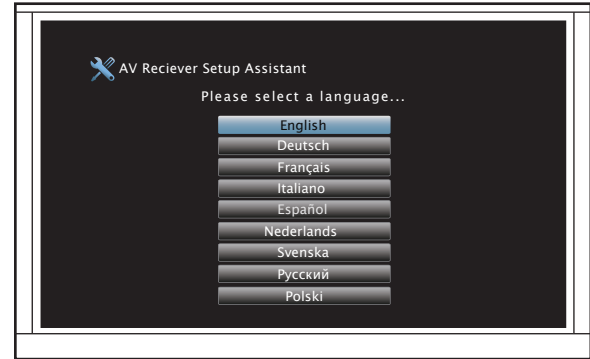 AV Reciever Setup Assistant
Please select a language...
English
Deutsch
Français
Italiano
Español
Nederlands
Svenska
Русский
Polski